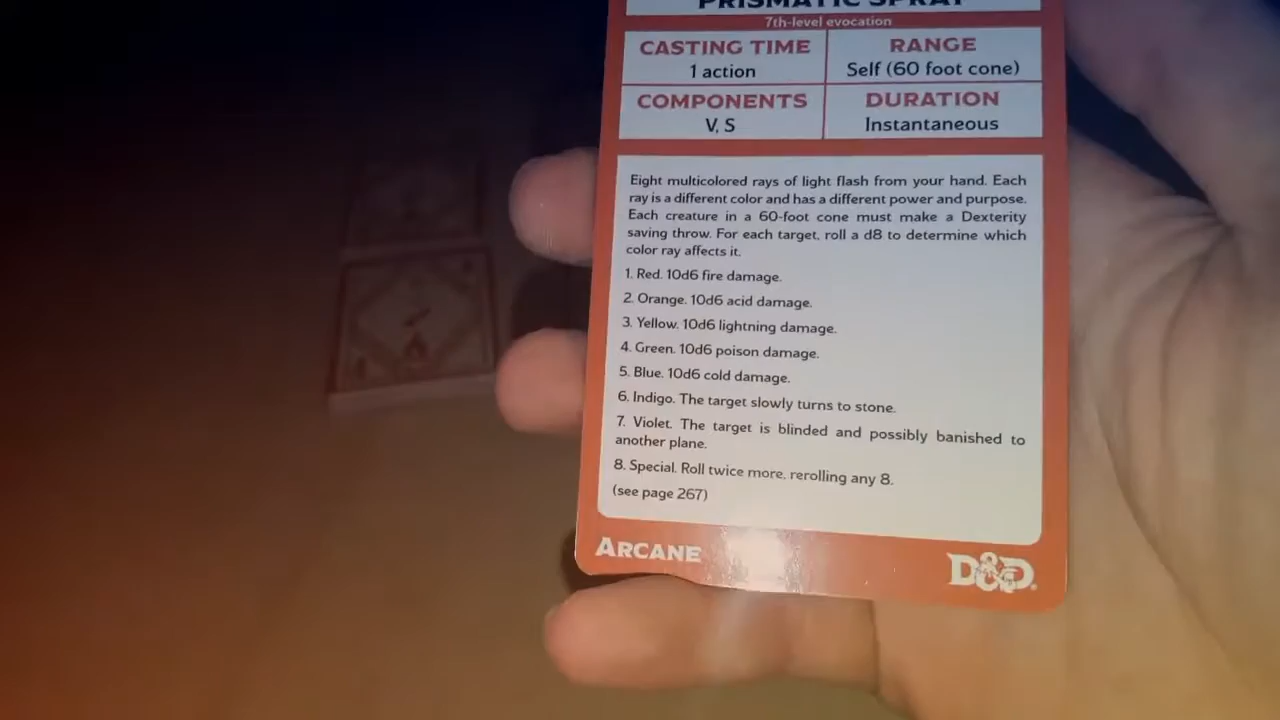 PRISMATIC SPRAY
7th-level evocation
CASTING TIME
1 action
RANGE
Self (60 foot cone)
COMPONENTS
V, S
DURATION
Instantaneous
Eight multicolored rays of light flash from your hand. Each
ray is a different color and has a different power and purpose.
Each creature in a 60-foot cone must make a Dexterity
saving throw. For each target, roll a d8 to determine which
color ray affects it.
1. Red. 10d6 fire damage.
2. Orange. 10d6 acid damage.
3. Yellow. 10d6 lightning damage.
4. Green. 10d6 poison damage.
5. Blue. 10d6 cold damage.
6. Indigo. The target slowly turns to stone.
7. Violet. The target is blinded and possibly banished to
another plane.
8. Special. Roll twice more, rerolling any 8.
(see page 267)
ARCANE
D&D